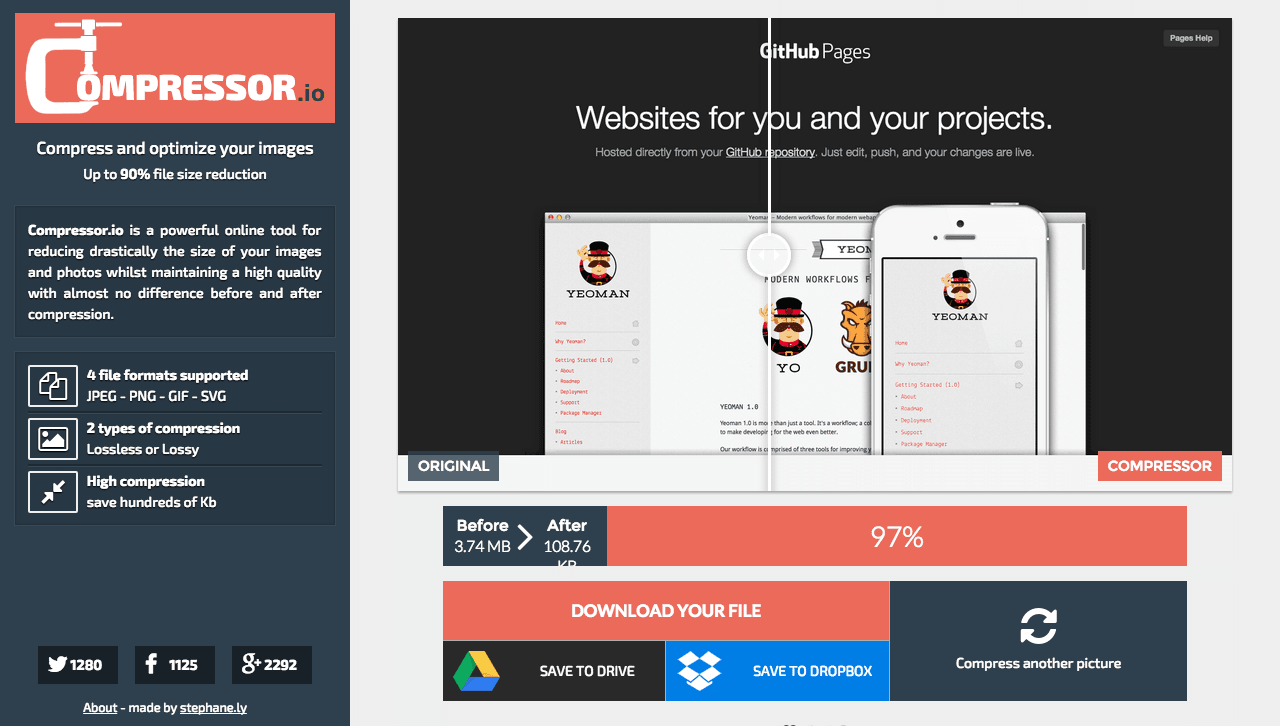 COMPRESSOR.io
Compress and optimize your images
Up to 90% file size reduction
Compressor.io is a powerful online tool for
reducing drastically the size of your images
and photos whilst maintaining a high quality
with almost no difference before and after
compression.
4 file formats supported
JPEG - PNG - GIF - SVG
2 types of compression
Lossless or Lossy
High compression
save hundreds of Kb
1280
1125
2292
About - made by stephane.ly
Pages Help
GitHub Pages
Websites for you and your projects.
Hosted directly from your GitHub repository. Just edit, push, and your changes are live.
Yeoman - Modern workflows for modern webap
YEOMAN
Home
Why Yeoman?
Getting Started (1.0)
• About
• Roadmap
• Deployment
• Support
• Package Manager
Blog
• Articles
YEO
MODERN WORKFLOWS F
YO
GRU
YEOMAN 1.0
Yeoman 1.0 is more than just a tool. It's a workflow; a col
to make developing for the web even better.
Our workflow is comprised of three tools for improving y
YEOMAN
Home
Why Yeoman?
Getting Started (1.0)
• About
• Roadmap
• Deployment
• Support
• Package Manager
ORIGINAL
COMPRESSOR
Before
3.74 MB
After
108.76
KB
97%
DOWNLOAD YOUR FILE
SAVE TO DRIVE
SAVE TO DROPBOX
Compress another picture